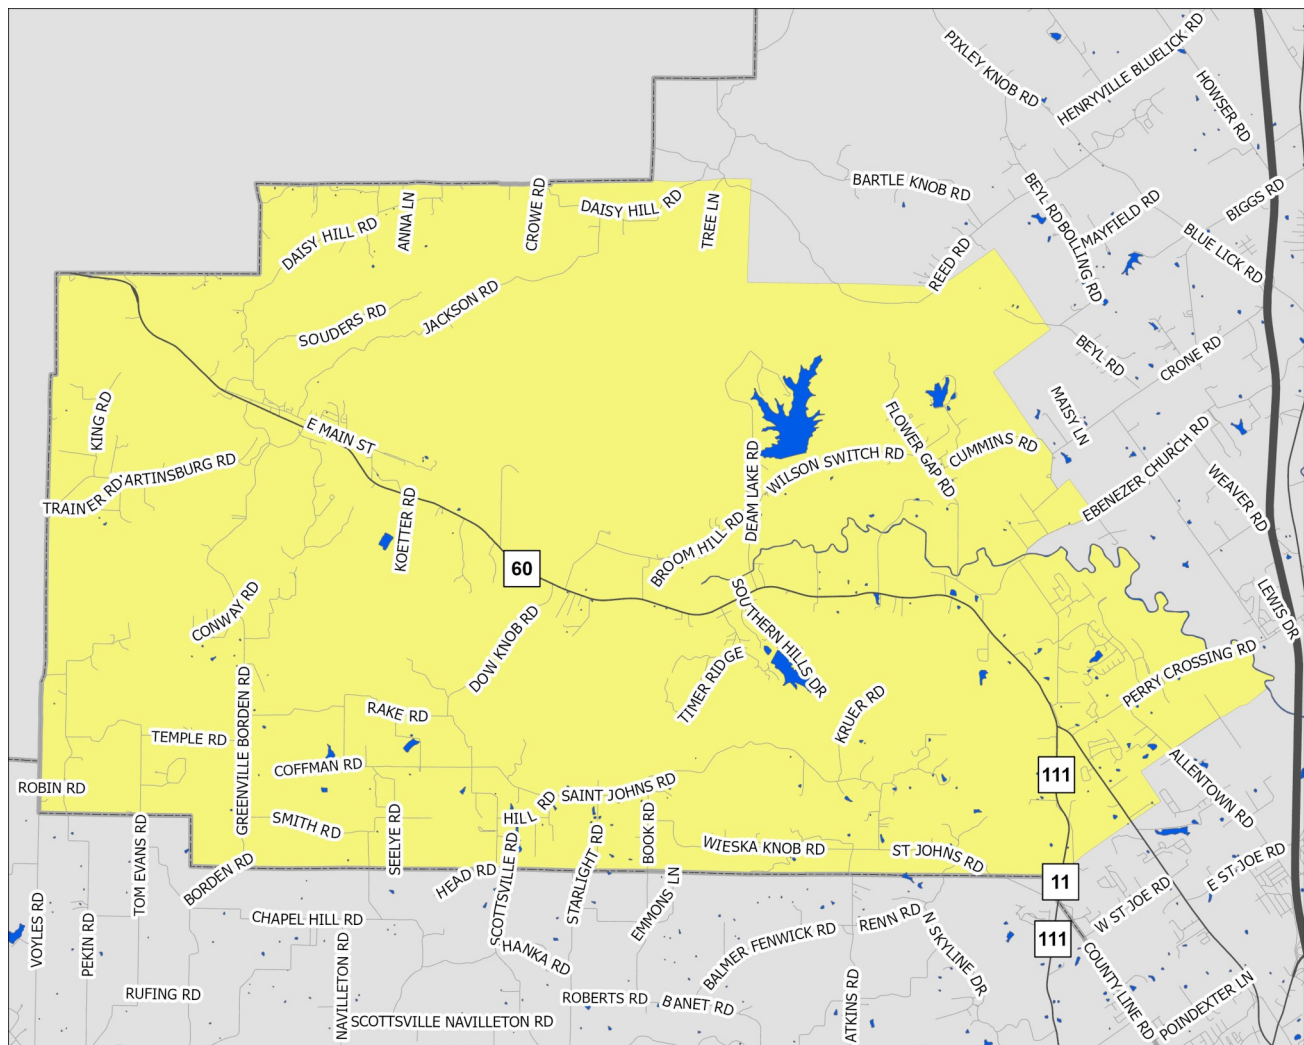 PIXLEY KNOB RD
HENRYVILLE BLUELICK RD
HOWSER RD
BARTLE KNOB RD
BEYL RD
MAYFIELD RD
BIGGS RD
BOLLING RD
BLUE LICK RD
REED RD
DAISY HILL RD
ANNA LN
CROWE RD
DAISY HILL RD
TREE LN
SOUDERS RD
JACKSON RD
BEYL RD
CRONE RD
MAISY LN
EBENEZER CHURCH RD
WEAVER RD
LEWIS DR
KING RD
E MAIN ST
ARTINSBURG RD
TRAINER RD
KOETTER RD
FLOWER GAP RD
CUMMINS RD
WILSON SWITCH RD
DEAM LAKE RD
BROOM HILL RD
60
CONWAY RD
DOW KNOB RD
SOUTHERN HILLS DR
TIMER RIDGE
KRUER RD
PERRY CROSSING RD
GREENVILLE BORDEN RD
RAKE RD
TEMPLE RD
COFFMAN RD
ROBIN RD
SMITH RD
SEELYE RD
HILL RD
SAINT JOHNS RD
BOOK RD
STARLIGHT RD
SCOTTSVILLE RD
WIESKA KNOB RD
ST JOHNS RD
111
ALLENTOWN RD
11
111
E ST JOE RD
W ST JOE RD
TOM EVANS RD
BORDEN RD
HEAD RD
EMMONS LN
VOYLES RD
PEKIN RD
CHAPEL HILL RD
NAVILLETON RD
HANKA RD
BALMER FENWICK RD
RENN RD
N SKYLINE DR
COUNTY LINE RD
POINDEXTER LN
RUFING RD
SCOTTSVILLE NAVILLETON RD
ROBERTS RD
BANET RD
ATKINS RD